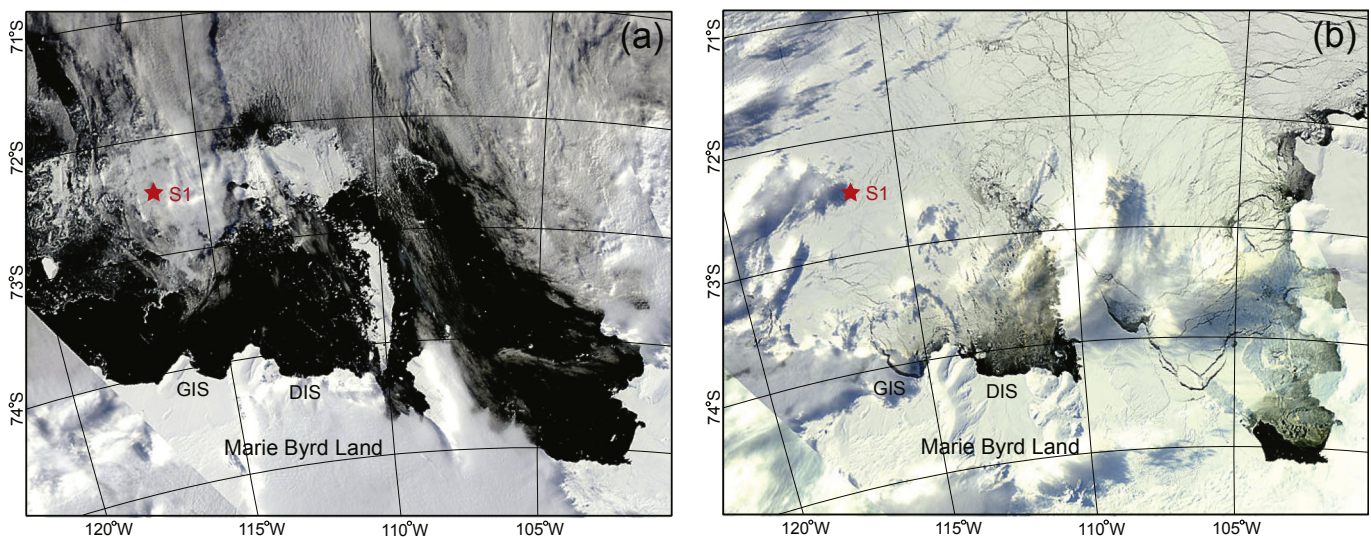 (a)
71°S
72°S
73°S
74°S
S1
GIS
DIS
Marie Byrd Land
120°W
115°W
110°W
105°W
(b)
71°S
72°S
73°S
74°S
S1
GIS
DIS
Marie Byrd Land
120°W
115°W
110°W
105°W